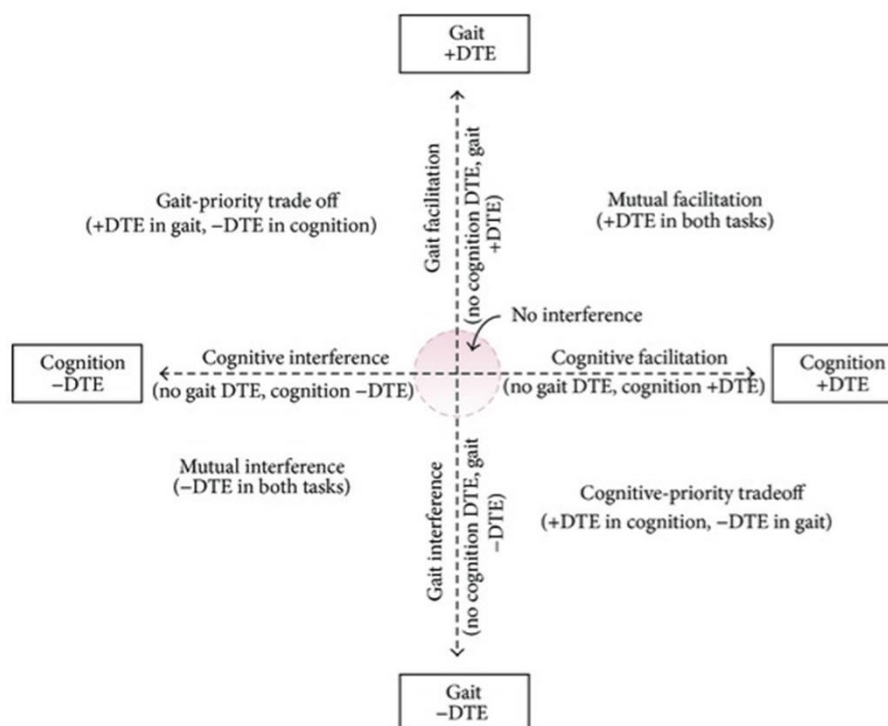 Gait
+DTE
Gait facilitation
(no cognition DTE, gait
+DTE)
Gait-priority trade off
(+DTE in gait, −DTE in cognition)
Mutual facilitation
(+DTE in both tasks)
No interference
Cognition
−DTE
Cognitive interference
(no gait DTE, cognition −DTE)
Cognitive facilitation
(no gait DTE, cognition +DTE)
Cognition
+DTE
Mutual interference
(−DTE in both tasks)
Gait interference
(no cognition DTE, gait
−DTE)
Cognitive-priority tradeoff
(+DTE in cognition, −DTE in gait)
Gait
−DTE